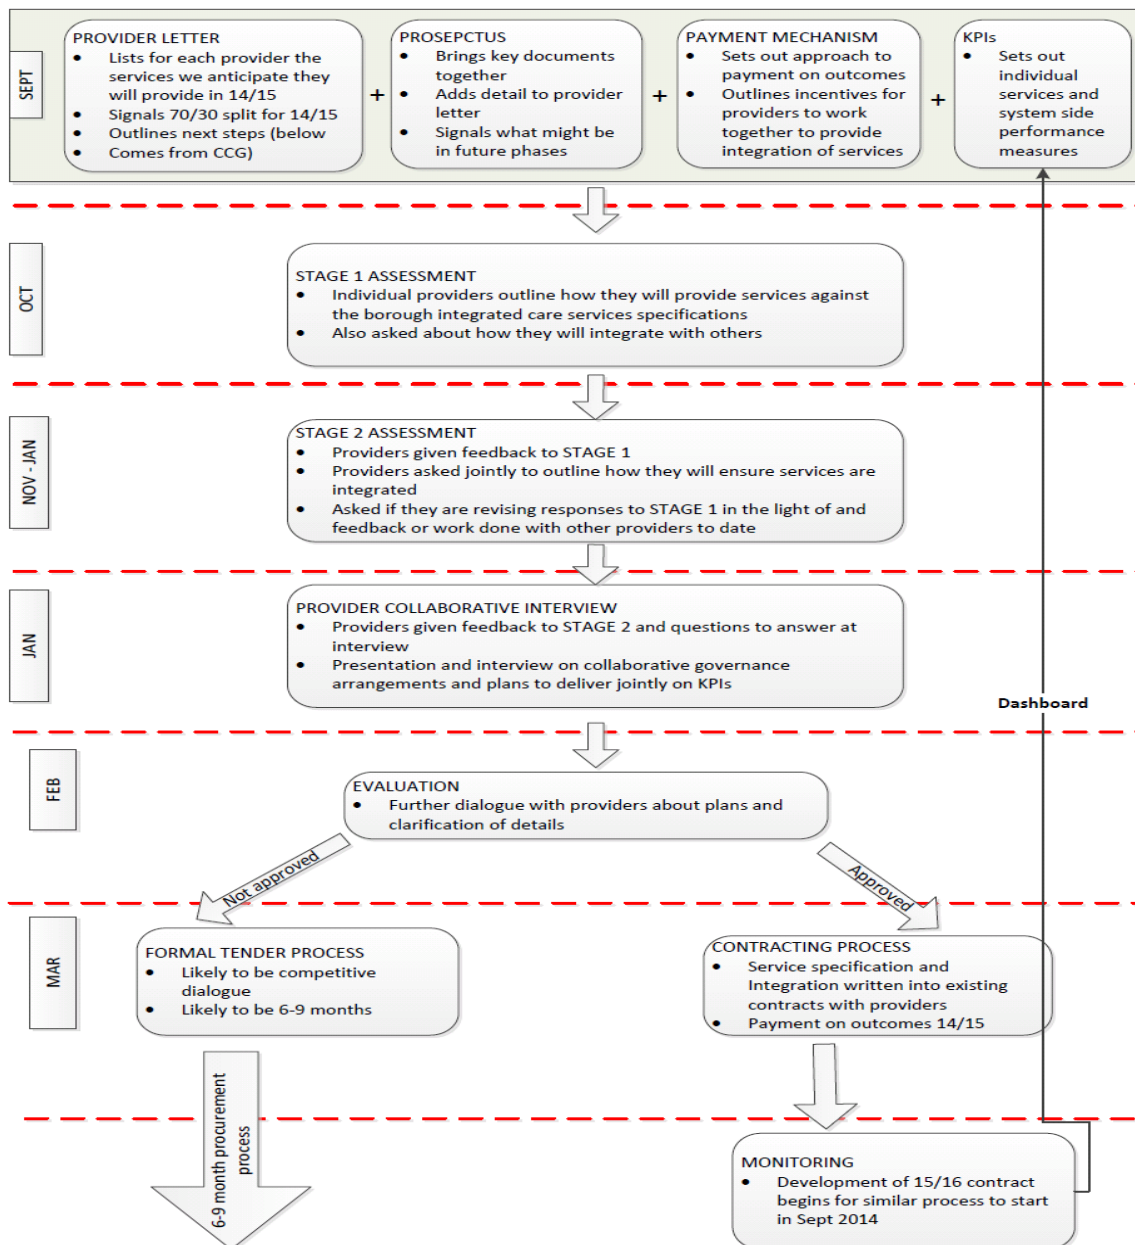 SEPT
PROVIDER LETTER
• Lists for each provider the
services we anticipate they
will provide in 14/15
• Signals 70/30 split for 14/15
• Outlines next steps (below
• Comes from CCG)
+
PROSEPCTUS
• Brings key documents
together
• Adds detail to provider
letter
• Signals what might be
in future phases
+
PAYMENT MECHANISM
• Sets out approach to
payment on outcomes
• Outlines incentives for
providers to work
together to provide
integration of services
+
KPIs
• Sets out
individual
services and
system side
performance
measures
OCT
STAGE 1 ASSESSMENT
• Individual providers outline how they will provide services against
the borough integrated care services specifications
• Also asked about how they will integrate with others
NOV - JAN
STAGE 2 ASSESSMENT
• Providers given feedback to STAGE 1
• Providers asked jointly to outline how they will ensure services are
integrated
• Asked if they are revising responses to STAGE 1 in the light of and
feedback or work done with other providers to date
JAN
PROVIDER COLLABORATIVE INTERVIEW
• Providers given feedback to STAGE 2 and questions to answer at
interview
• Presentation and interview on collaborative governance
arrangements and plans to deliver jointly on KPIs
Dashboard
FEB
EVALUATION
• Further dialogue with providers about plans and
clarification of details
Not approved
Approved
MAR
FORMAL TENDER PROCESS
• Likely to be competitive
dialogue
• Likely to be 6-9 months
CONTRACTING PROCESS
• Service specification and
Integration written into existing
contracts with providers
• Payment on outcomes 14/15
6-9 month procurement
process
MONITORING
• Development of 15/16 contract
begins for similar process to start
in Sept 2014